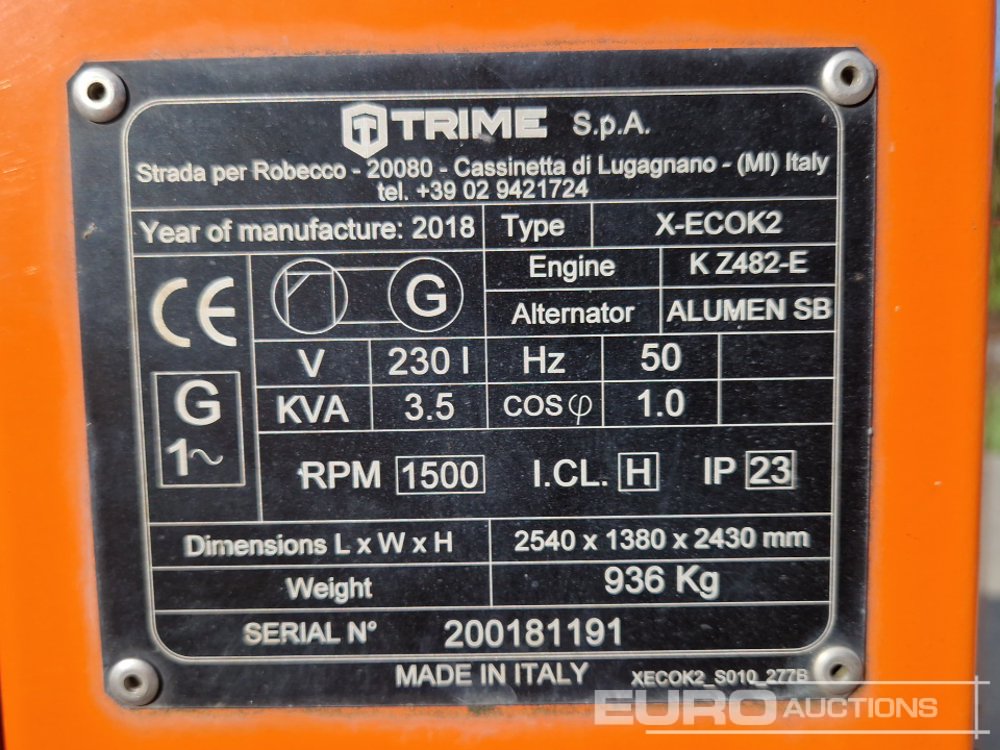 TRIME S.p.A.
Strada per Robecco - 20080 - Cassinetta di Lugagnano - (MI) Italy
tel. +39 02 9421724
Year of manufacture: 2018 Type X-ECOK2
Engine K Z482-E
CE G
Alternator ALUMEN SB
V 230 I Hz 50
G KVA 3.5 COS φ 1.0
1~ RPM 1500 I.CL. H IP 23
Dimensions L x W x H 2540 x 1380 x 2430 mm
Weight 936 Kg
SERIAL N° 200181191
MADE IN ITALY XECOK2_S010_277B
EURO AUCTIONS